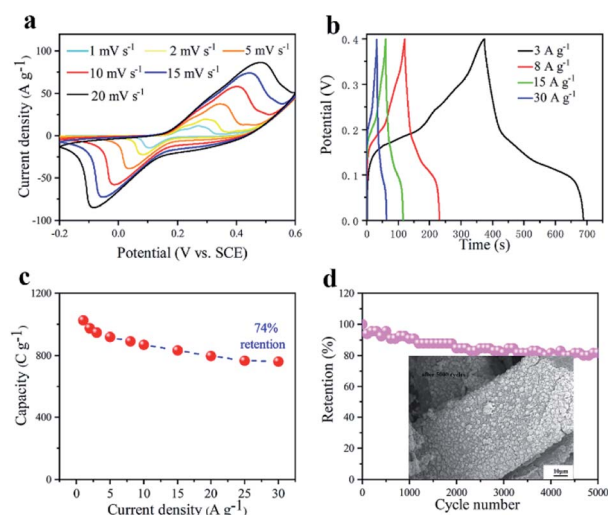 a
1 mV s⁻¹ 2 mV s⁻¹ 5 mV s⁻¹
10 mV s⁻¹ 15 mV s⁻¹
20 mV s⁻¹
Current density (A g⁻¹)
100
50
0
-50
-100
-0.2 0.0 0.2 0.4 0.6
Potential (V vs. SCE)
b
3 A g⁻¹
8 A g⁻¹
15 A g⁻¹
30 A g⁻¹
Potential (V)
0.4
0.3
0.2
0.1
0.0
0 100 200 300 400 500 600 700
Time (s)
c
74%
retention
Capacity (C g⁻¹)
1200
900
600
300
0
0 5 10 15 20 25 30
Current density (A g⁻¹)
d
Retention (%)
120
100
80
60
40
20
0
10μm
0 1000 2000 3000 4000 5000
Cycle number